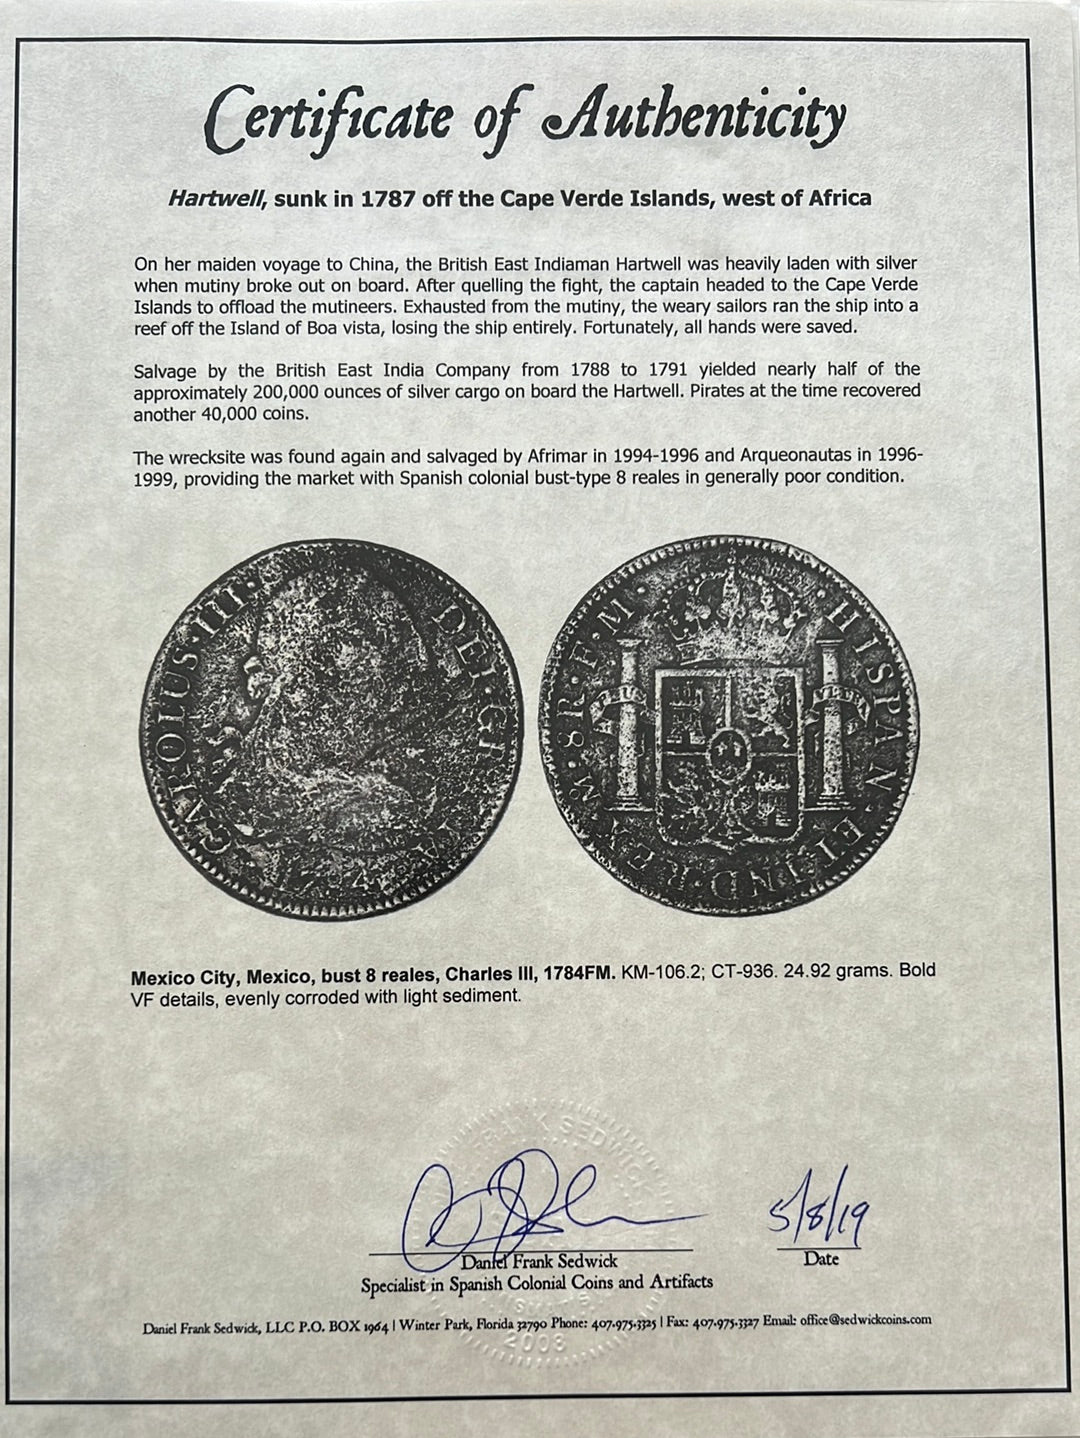 Certificate of Authenticity
Hartwell, sunk in 1787 off the Cape Verde Islands, west of Africa
On her maiden voyage to China, the British East Indiaman Hartwell was heavily laden with silver
when mutiny broke out on board. After quelling the fight, the captain headed to the Cape Verde
Islands to offload the mutineers. Exhausted from the mutiny, the weary sailors ran the ship into a
reef off the Island of Boa vista, losing the ship entirely. Fortunately, all hands were saved.
Salvage by the British East India Company from 1788 to 1791 yielded nearly half of the
approximately 200,000 ounces of silver cargo on board the Hartwell. Pirates at the time recovered
another 40,000 coins.
The wrecksite was found again and salvaged by Afrimar in 1994-1996 and Arqueonautas in 1996-
1999, providing the market with Spanish colonial bust-type 8 reales in generally poor condition.
CAROLUS·III· DEI·GRATIA
·HISPAN·ET IND·REX·M·8R·F·M·
Mexico City, Mexico, bust 8 reales, Charles III, 1784FM. KM-106.2; CT-936. 24.92 grams. Bold
VF details, evenly corroded with light sediment.
FRANK SEDWICK
5/8/19
Daniel Frank Sedwick
Date
Specialist in Spanish Colonial Coins and Artifacts
Daniel Frank Sedwick, LLC P.O. BOX 1964 | Winter Park, Florida 32790 Phone: 407.975.3325 | Fax: 407.975.3327 Email: office@sedwickcoins.com
2008